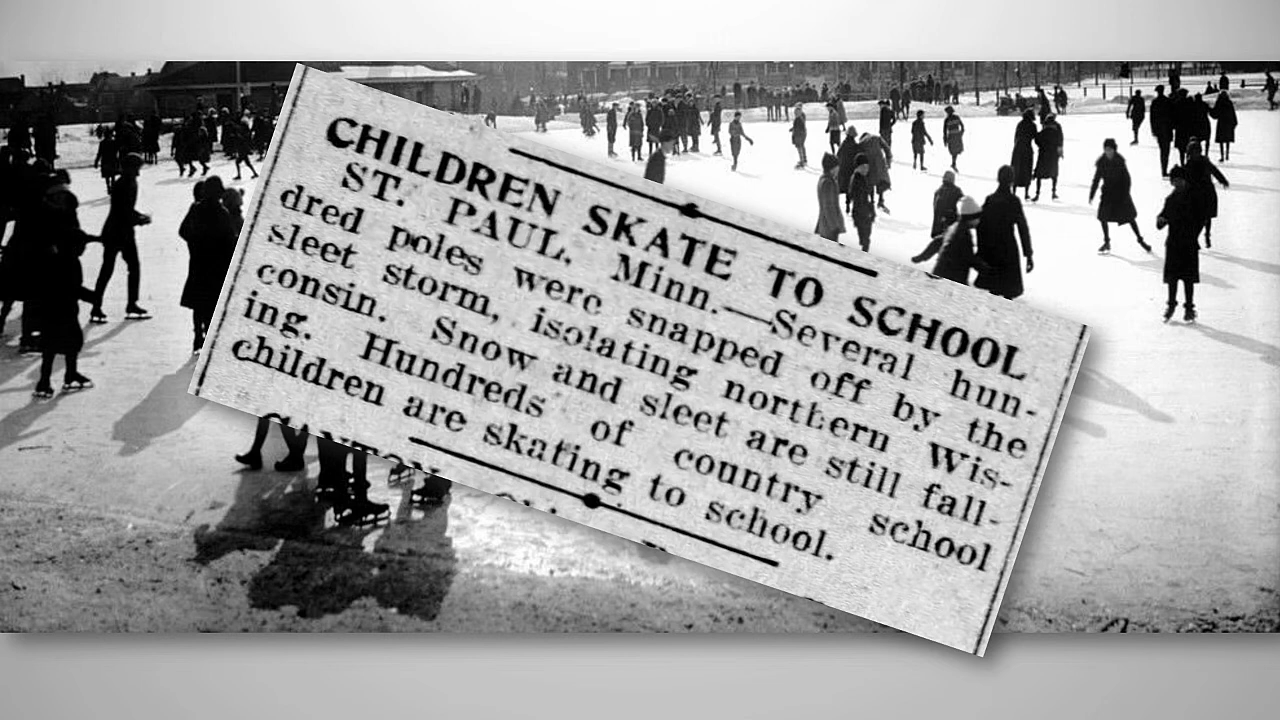 CHILDREN SKATE TO SCHOOL
ST. PAUL, Minn.—Several hun-
dred poles were snapped off by the
sleet storm, isolating northern Wis-
consin. Snow and sleet are still fall-
ing. Hundreds of country school
children are skating to school.